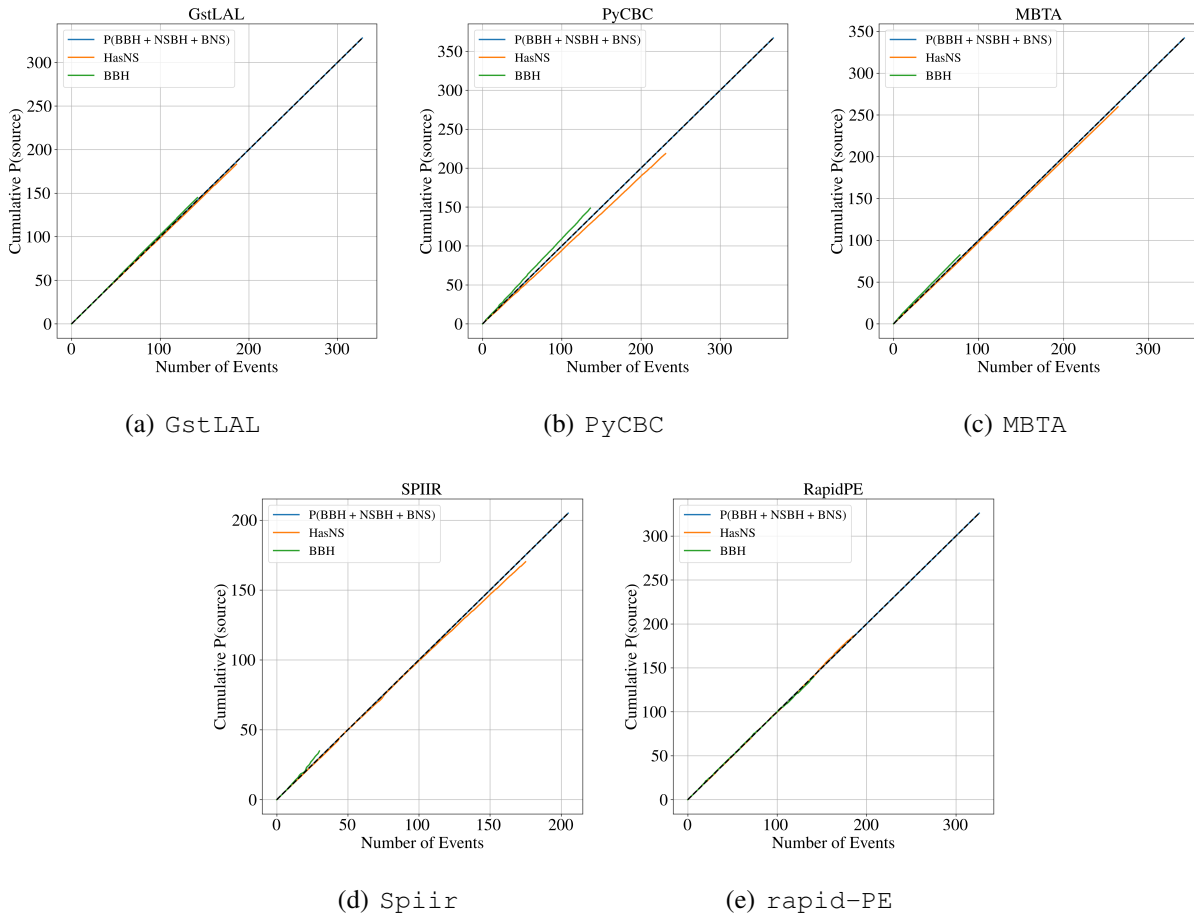 GstLAL
P(BBH + NSBH + BNS)
HasNS
BBH
Cumulative P(source)
300
250
200
150
100
50
0
0 100 200 300
Number of Events
(a) GstLAL
PyCBC
P(BBH + NSBH + BNS)
HasNS
BBH
Cumulative P(source)
350
300
250
200
150
100
50
0
0 100 200 300
Number of Events
(b) PyCBC
MBTA
P(BBH + NSBH + BNS)
HasNS
BBH
Cumulative P(source)
350
300
250
200
150
100
50
0
0 100 200 300
Number of Events
(c) MBTA
SPIIR
P(BBH + NSBH + BNS)
HasNS
BBH
Cumulative P(source)
200
150
100
50
0
0 50 100 150 200
Number of Events
(d) Spiir
RapidPE
P(BBH + NSBH + BNS)
HasNS
BBH
Cumulative P(source)
300
250
200
150
100
50
0
0 100 200 300
Number of Events
(e) rapid-PE